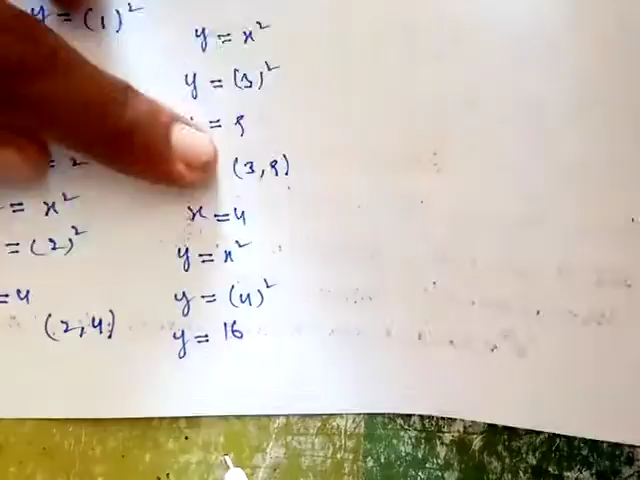 y = (1)²
= 2
= x²
= (2)²
= 4
(2,4)
y = x²
y = (3)²
= 9
(3,9)
x = 4
y = x²
y = (4)²
y = 16